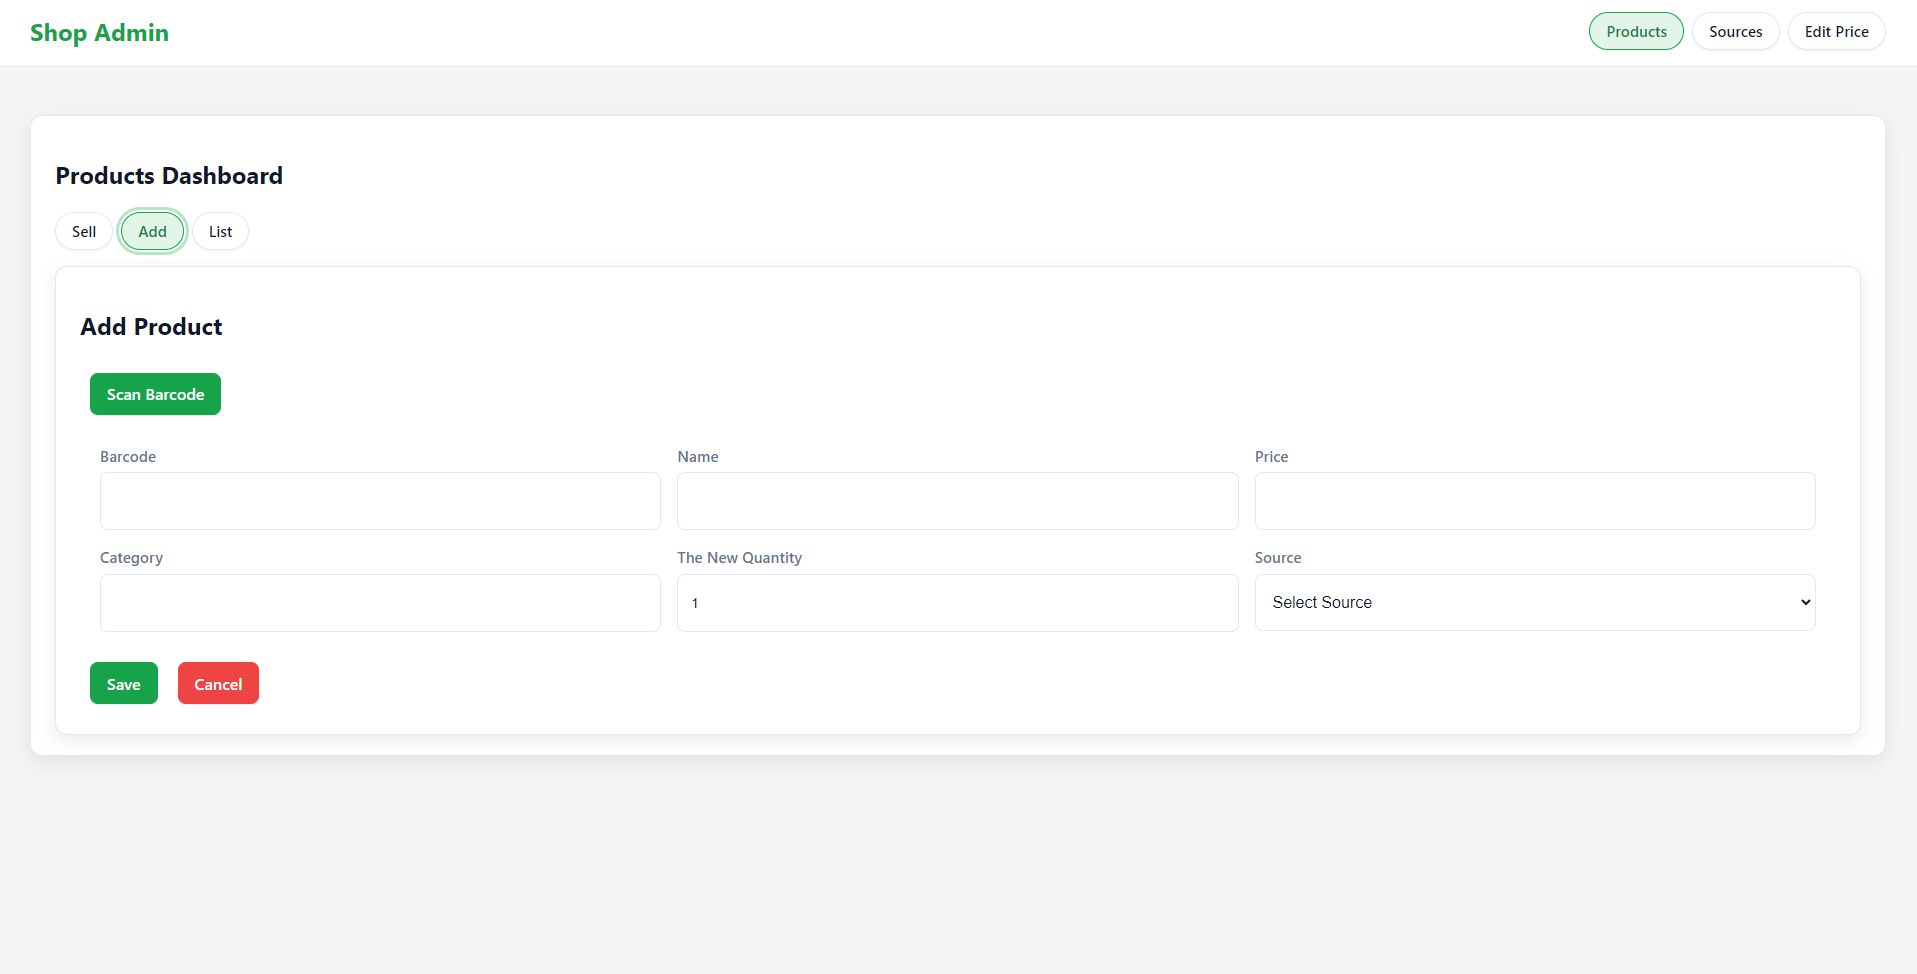 Shop Admin
Products Sources Edit Price
Products Dashboard
Sell Add List
Add Product
Scan Barcode
Barcode Name Price
Category The New Quantity Source
1 Select Source
Save Cancel